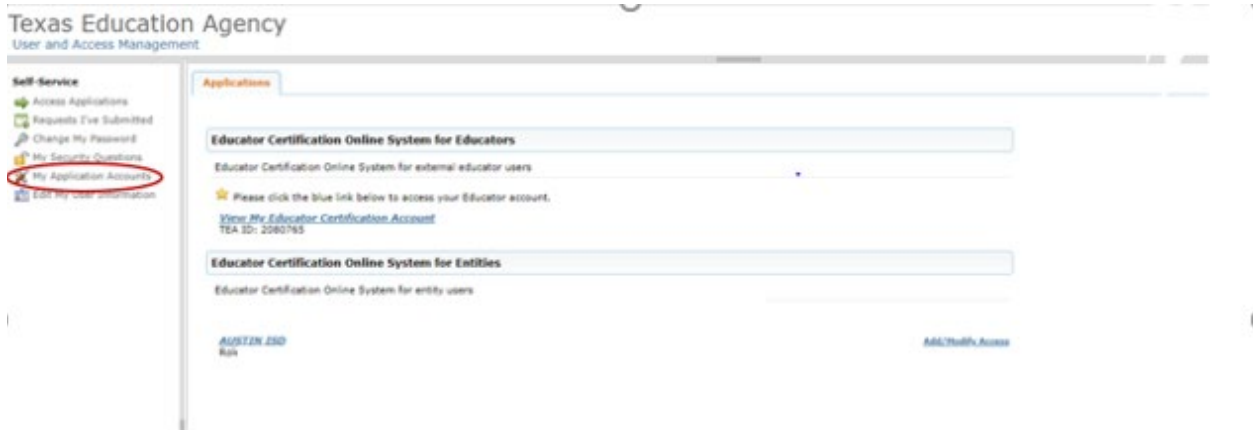 Texas Education Agency
User and Access Management
Self-Service
Access Applications
Requests I've Submitted
Change My Password
My Security Questions
My Application Accounts
Edit My User Information
Applications
Educator Certification Online System for Educators
Educator Certification Online System for external educator users
Please click the blue link below to access your Educator account.
View My Educator Certification Account
TEA ID: 2080765
Educator Certification Online System for Entities
Educator Certification Online System for entity users
AUSTIN ISD
Add/Modify Access
Role